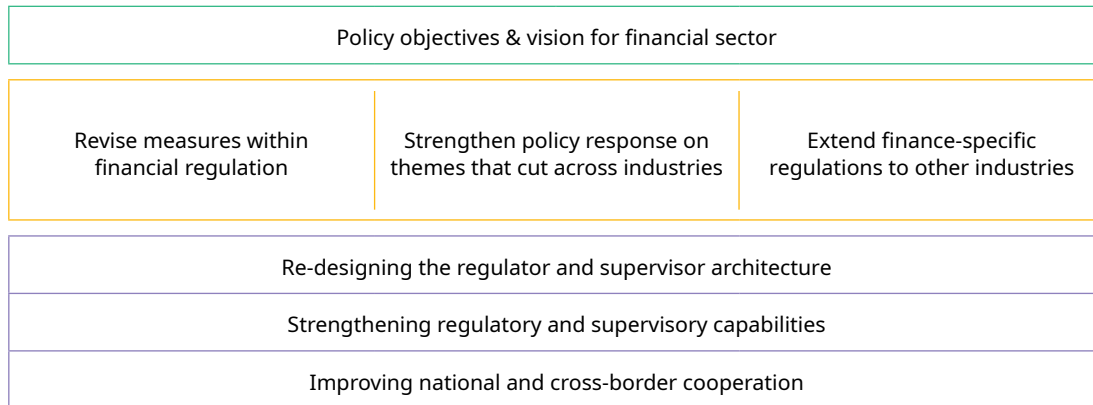 Policy objectives & vision for financial sector
Revise measures within
financial regulation
Strengthen policy response on
themes that cut across industries
Extend finance-specific
regulations to other industries
Re-designing the regulator and supervisor architecture
Strengthening regulatory and supervisory capabilities
Improving national and cross-border cooperation